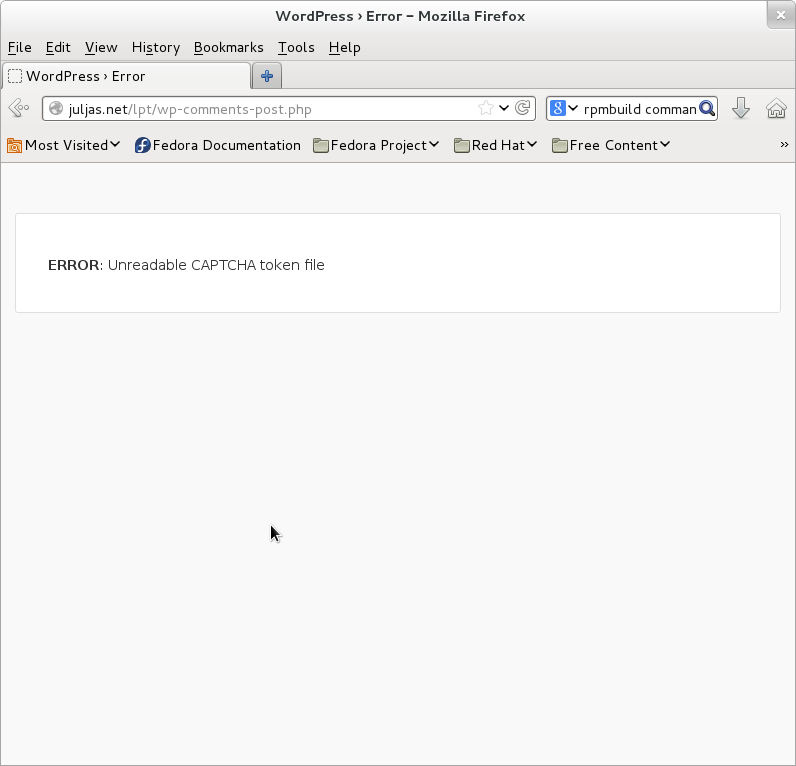 WordPress › Error – Mozilla Firefox
File Edit View History Bookmarks Tools Help
WordPress › Error
juljas.net/lpt/wp-comments-post.php
8 rpmbuild comman
Most Visited Fedora Documentation Fedora Project Red Hat Free Content »
ERROR: Unreadable CAPTCHA token file